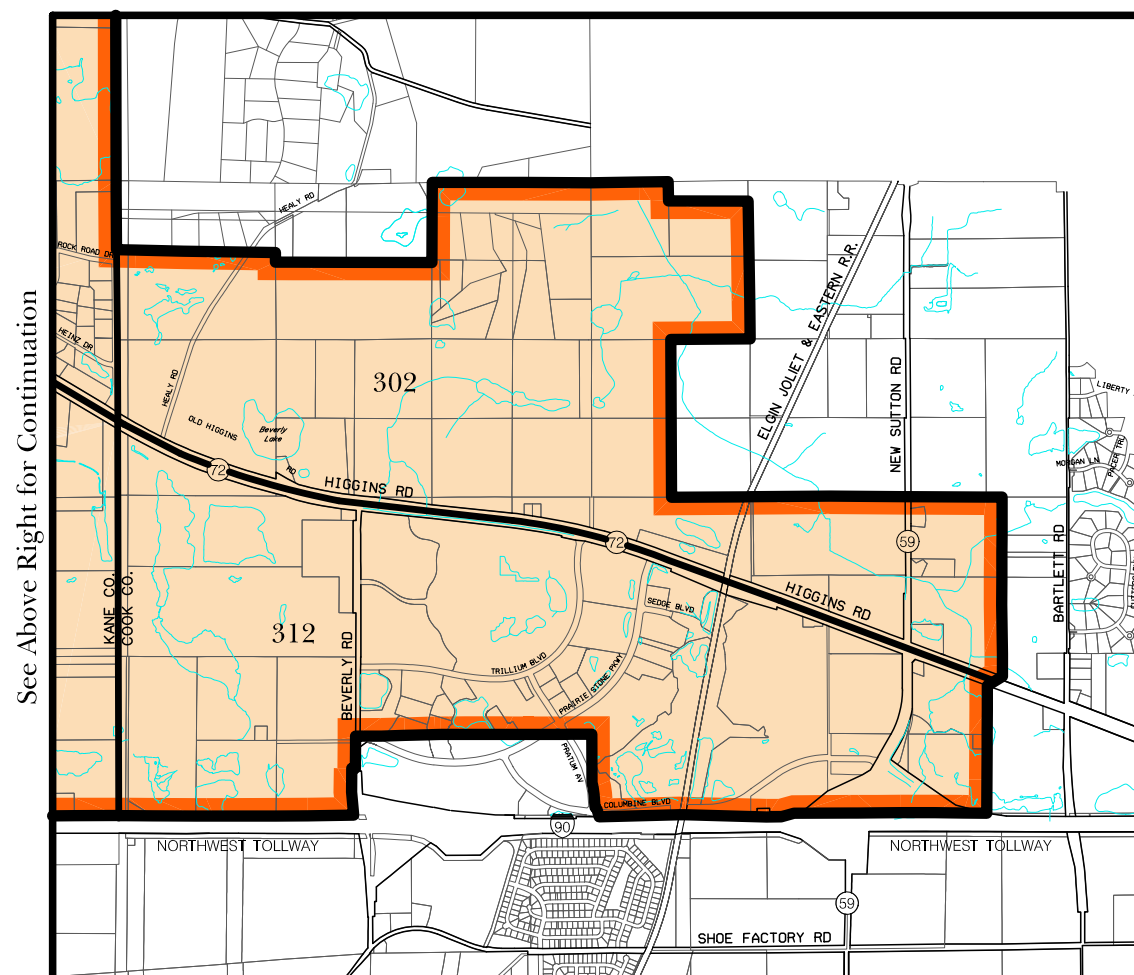 See Above Right for Continuation
HEALY RD
ROCK ROAD DR
HEINZ DR
HEALY RD
302
OLD HIGGINS
RD
Beverly
Lake
72
HIGGINS RD
ELGIN JOLIET & EASTERN R.R.
NEW SUTTON RD
LIBERTY
MORGAN LN
PACER TRL
72
59
HIGGINS RD
BARTLETT RD
KANE CO.
COOK CO.
312
BEVERLY RD
SEDGE BLVD
TRILLIUM BLVD
PRAIRIE STONE PKWY
PRATUM AV
COLUMBINE BLVD
90
NORTHWEST TOLLWAY
NORTHWEST TOLLWAY
59
SHOE FACTORY RD